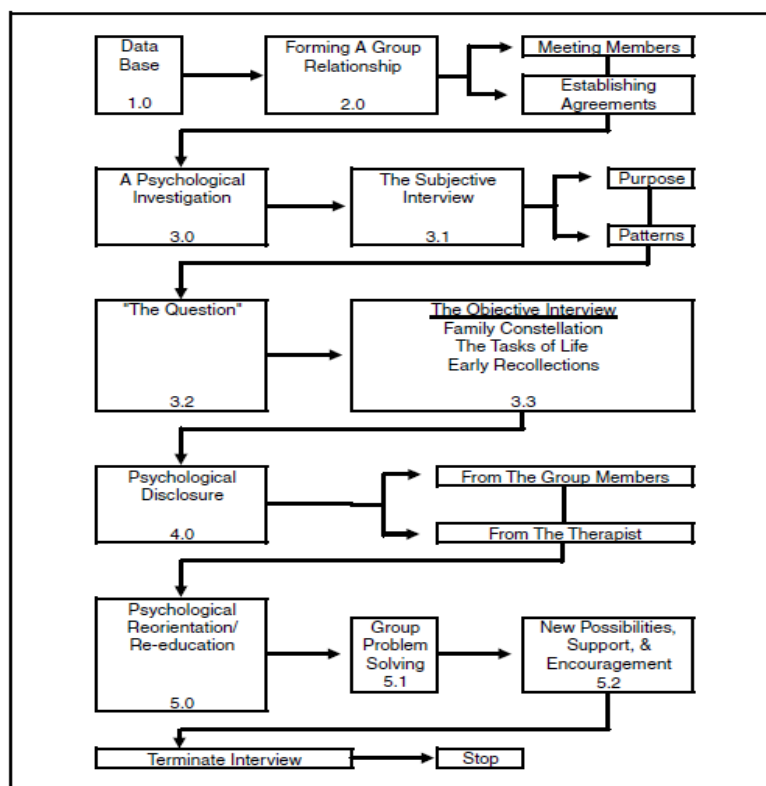 Data
Base
1.0
Forming A Group
Relationship
2.0
Meeting Members
Establishing
Agreements
A Psychological
Investigation
3.0
The Subjective
Interview
3.1
Purpose
Patterns
"The Question"
3.2
The Objective Interview
Family Constellation
The Tasks of Life
Early Recollections
3.3
Psychological
Disclosure
4.0
From The Group Members
From The Therapist
Psychological
Reorientation/
Re-education
5.0
Group
Problem
Solving
5.1
New Possibilities,
Support, &
Encouragement
5.2
Terminate Interview
Stop